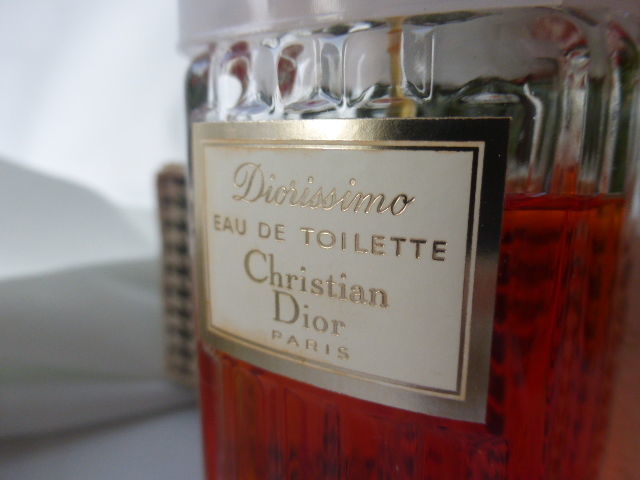 Diorissimo
EAU DE TOILETTE
Christian
Dior
PARIS